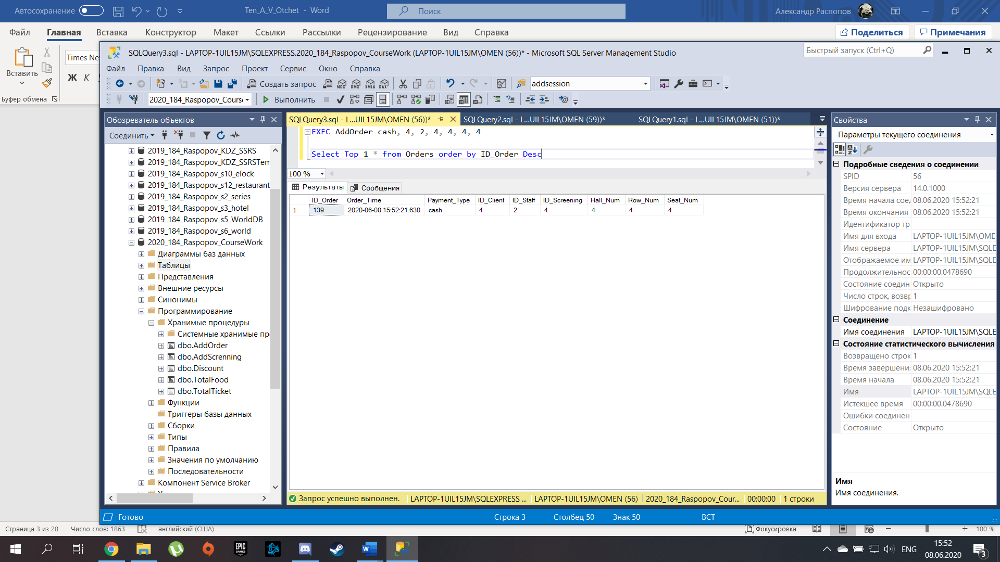 Автосохранение
Ten_A_V_Otchet - Word
Поиск
Александр Распопов
Файл Главная Вставка Конструктор Макет Ссылки Рассылки Рецензирование Вид Справка
Поделиться
Примечания
Вставить
Times Ne
Ж К
Буфер обмена
SQLQuery3.sql - LAPTOP-1UIL15JM\SQLEXPRESS.2020_184_Raspopov_CourseWork (LAPTOP-1UIL15JM\OMEN (56))* - Microsoft SQL Server Management Studio
Быстрый запуск (Ctrl+Q)
Файл Правка Вид Запрос Проект Сервис Окно Справка
Создать запрос
MDX DMX XMLA DAX
addsession
2020_184_Raspopov_Course
Выполнить
Обозреватель объектов
Соединить
2019_184_Raspopov_KDZ_SSRS
2019_184_Raspopov_KDZ_SSRSTem
2019_184_Raspopov_s10_elock
2019_184_Raspopov_s12_restaurant
2019_184_Raspopov_s2_series
2019_184_Raspopov_s3_hotel
2019_184_Raspopov_s5_WorldDB
2019_184_Raspopov_s6_world
2020_184_Raspopov_CourseWork
Диаграммы баз данных
Таблицы
Представления
Внешние ресурсы
Синонимы
Программирование
Хранимые процедуры
Системные хранимые пр
dbo.AddOrder
dbo.AddScrenning
dbo.Discount
dbo.TotalFood
dbo.TotalTicket
Функции
Триггеры базы данных
Сборки
Типы
Правила
Значения по умолчанию
Последовательности
Компонент Service Broker
SQLQuery3.sql - L...UIL15JM\OMEN (56))*
SQLQuery2.sql - L...UIL15JM\OMEN (59))*
SQLQuery1.sql - L...UIL15JM\OMEN (51))*
EXEC AddOrder cash, 4, 2, 4, 4, 4, 4
Select Top 1 * from Orders order by ID_Order Desc
100 %
Результаты
Сообщения
ID_Order Order_Time Payment_Type ID_Client ID_Staff ID_Screening Hall_Num Row_Num Seat_Num
1 139 2020-06-08 15:52:21.630 cash 4 2 4 4 4 4
Запрос успешно выполнен.
LAPTOP-1UIL15JM\SQLEXPRESS ...
LAPTOP-1UIL15JM\OMEN (56)
2020_184_Raspopov_Cour...
00:00:00
1 строки
Свойства
Параметры текущего соединения
Подробные сведения о соединении
SPID 56
Версия сервера 14.0.1000
Время начала соед 08.06.2020 15:52:21
Время окончания 08.06.2020 15:52:21
Идентификатор тр
Имя для входа LAPTOP-1UIL15JM\OME
Имя сервера LAPTOP-1UIL15JM\SQLE
Отображаемое им LAPTOP-1UIL15JM\SQLE
Продолжительнос 00:00:00.0478690
Состояние соедин Открыто
Число строк, возвр 1
Шифрование подк Незашифровано
Соединение
Имя соединения LAPTOP-1UIL15JM\SQLE
Состояние статистического вычисления
Возвращено строк 1
Время завершени 08.06.2020 15:52:21
Время начала 08.06.2020 15:52:21
Имя LAPTOP-1UIL15JM\SQLE
Истекшее время 00:00:00.0478690
Ошибки соединен
Состояние Открыто
Имя
Имя соединения.
Готово
Строка 3
Столбец 50
Знак 50
ВСТ
Страница 3 из 20
Число слов: 1863
английский (США)
Фокусировка
100 %
EPIC GAMES
ENG
15:52
08.06.2020
3